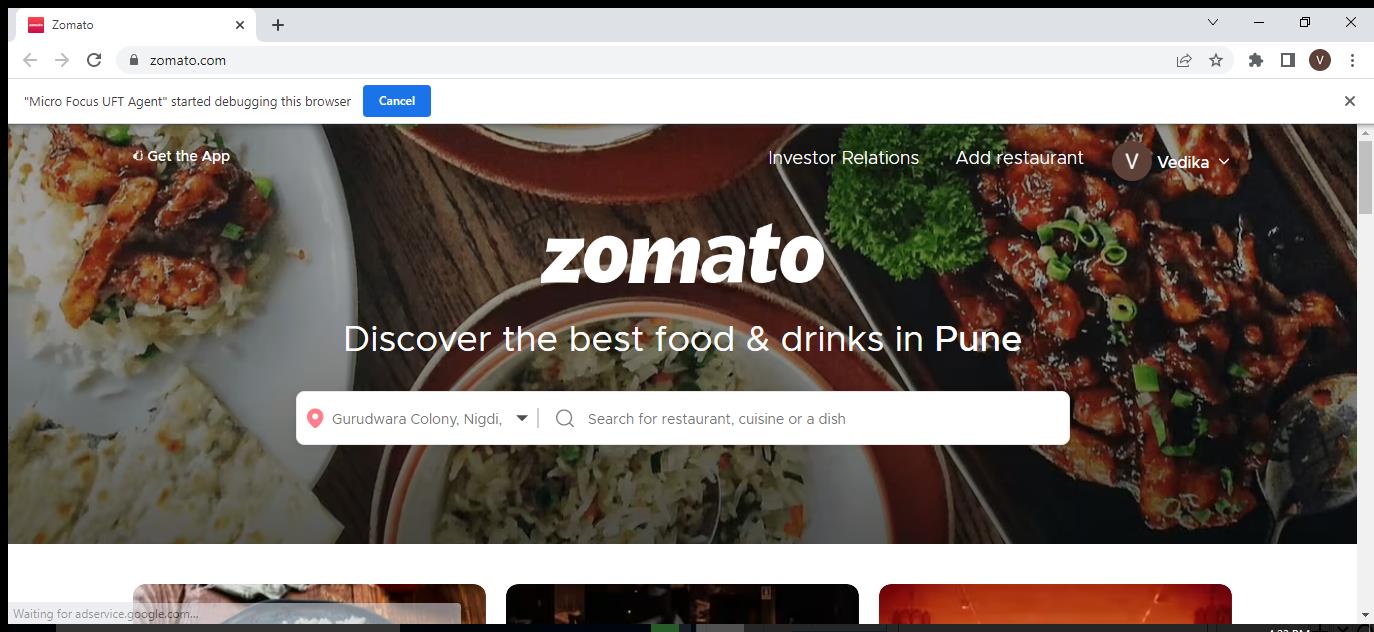 Zomato
zomato.com
V
"Micro Focus UFT Agent" started debugging this browser
Cancel
Get the App
Investor Relations
Add restaurant
V
Vedika
zomato
Discover the best food & drinks in Pune
Gurudwara Colony, Nigdi,
Search for restaurant, cuisine or a dish
Waiting for adservice.google.com...